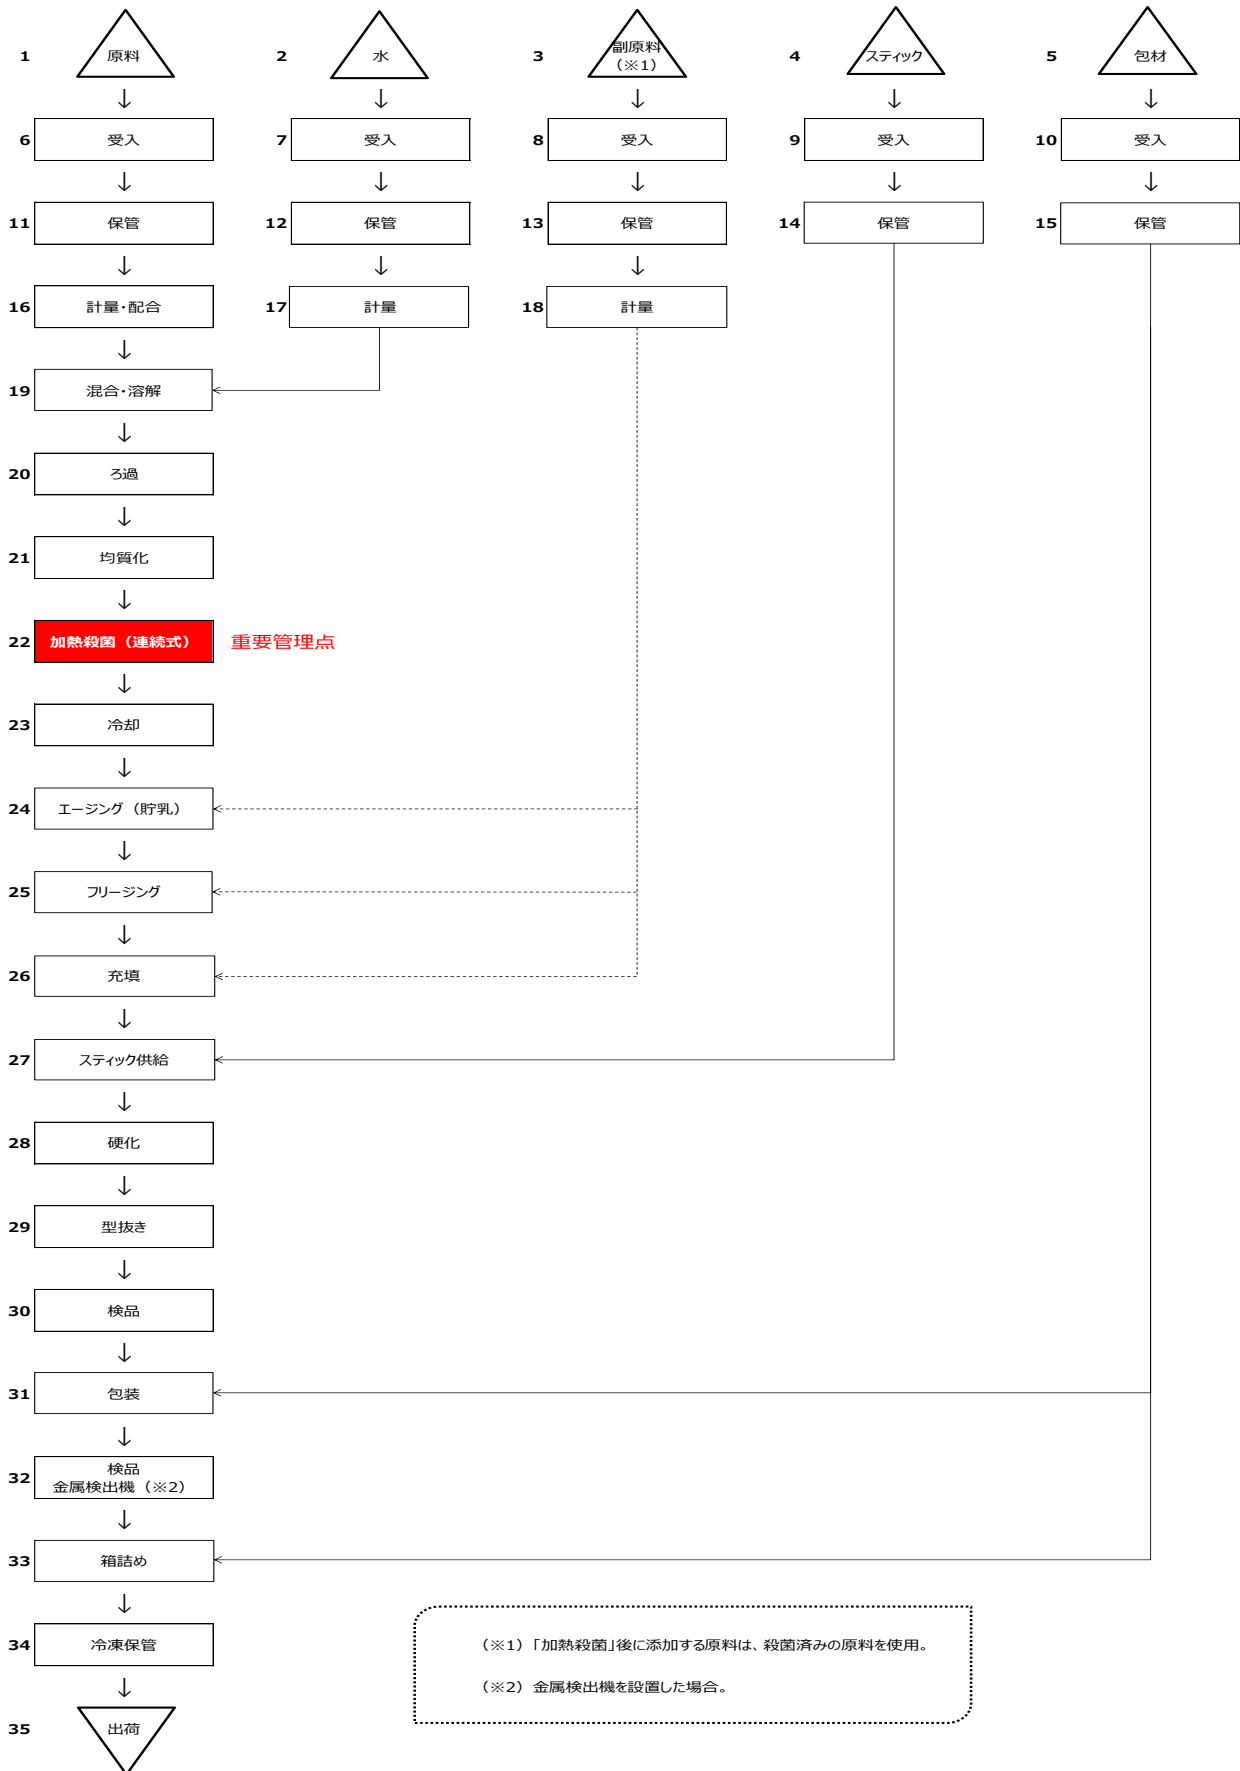 1 原料 2 水 3 副原料 (※1) 4 スティック 5 包材
6 受入 7 受入 8 受入 9 受入 10 受入
11 保管 12 保管 13 保管 14 保管 15 保管
16 計量・配合 17 計量 18 計量
19 混合・溶解
20 ろ過
21 均質化
22 加熱殺菌（連続式） 重要管理点
23 冷却
24 エージング（貯乳）
25 フリージング
26 充填
27 スティック供給
28 硬化
29 型抜き
30 検品
31 包装
32 検品
金属検出機（※2）
33 箱詰め
34 冷凍保管
35 出荷
（※1）「加熱殺菌」後に添加する原料は、殺菌済みの原料を使用。
（※2）金属検出機を設置した場合。